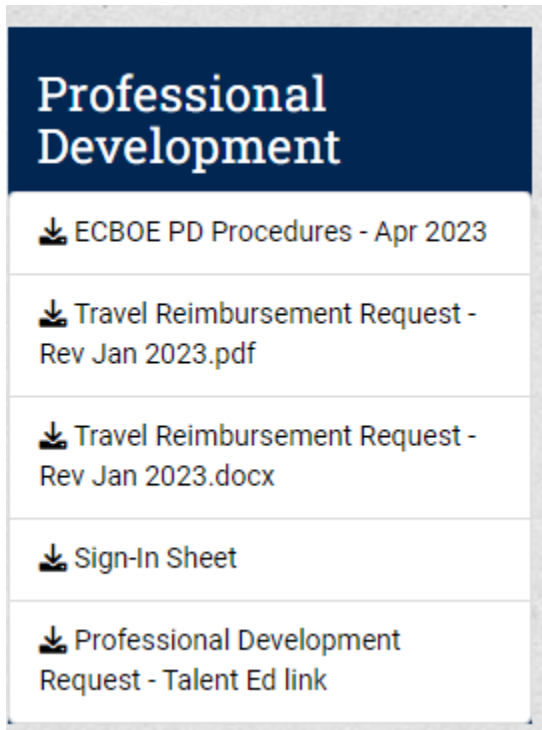 Professional
Development
ECBOE PD Procedures - Apr 2023
Travel Reimbursement Request -
Rev Jan 2023.pdf
Travel Reimbursement Request -
Rev Jan 2023.docx
Sign-In Sheet
Professional Development
Request - Talent Ed link